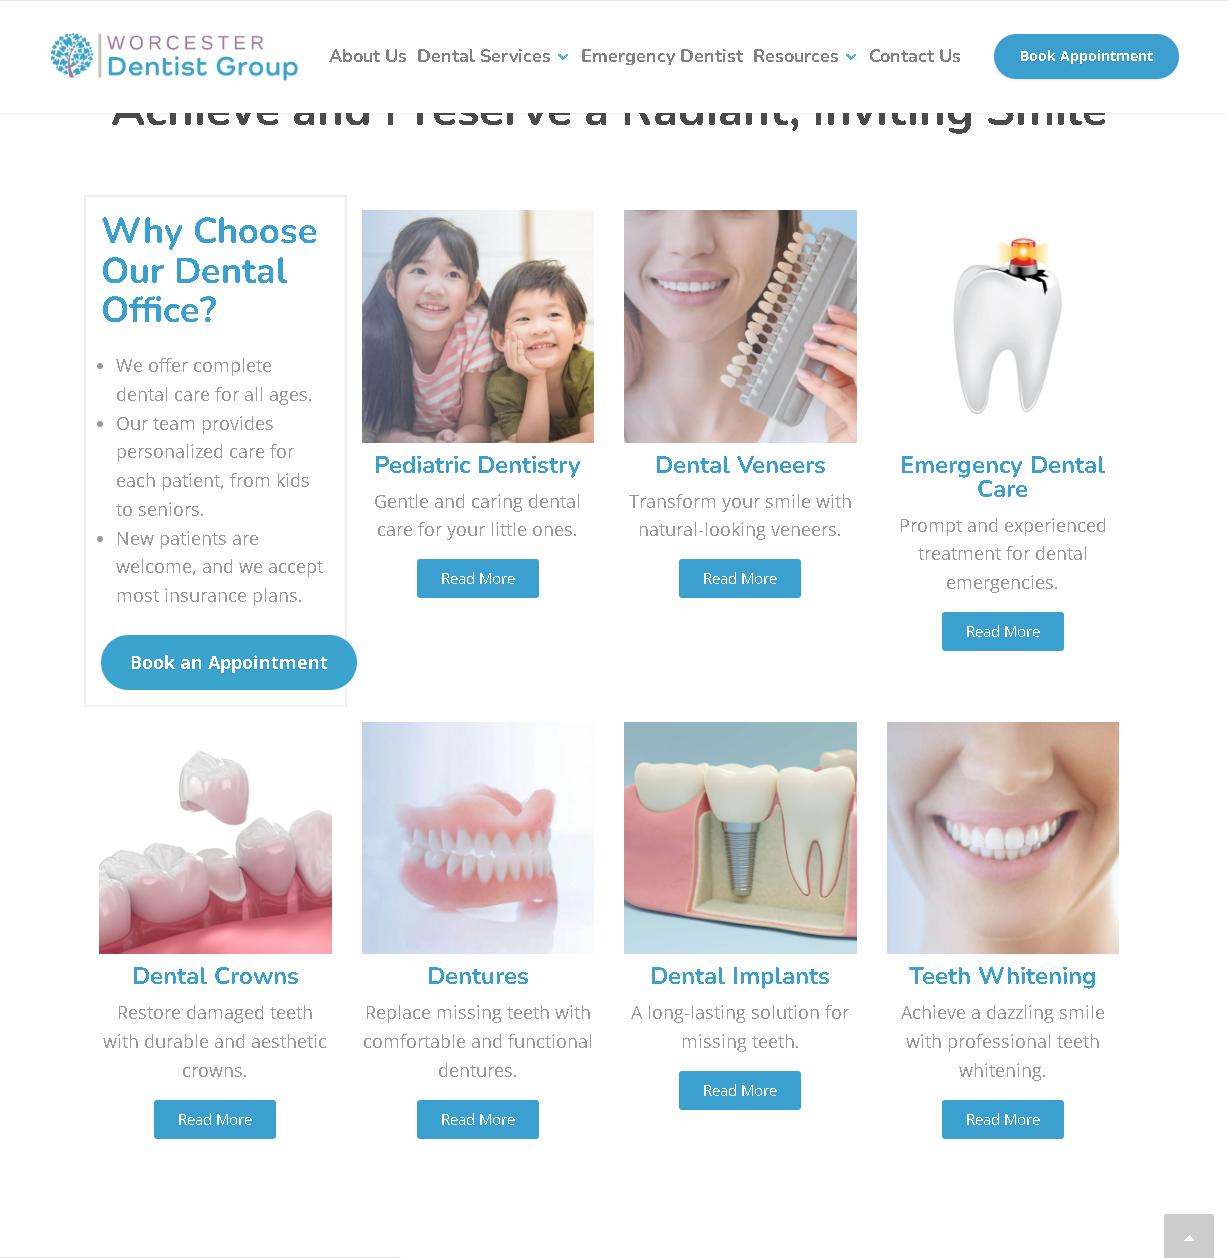 WORCESTER
Dentist Group
About Us Dental Services Emergency Dentist Resources Contact Us Book Appointment
Achieve and Preserve a Radiant, Inviting Smile
Why Choose
Our Dental
Office?
We offer complete
dental care for all ages.
Our team provides
personalized care for
each patient, from kids
to seniors.
New patients are
welcome, and we accept
most insurance plans.
Book an Appointment
Pediatric Dentistry
Gentle and caring dental
care for your little ones.
Read More
Dental Veneers
Transform your smile with
natural-looking veneers.
Read More
Emergency Dental
Care
Prompt and experienced
treatment for dental
emergencies.
Read More
Dental Crowns
Restore damaged teeth
with durable and aesthetic
crowns.
Read More
Dentures
Replace missing teeth with
comfortable and functional
dentures.
Read More
Dental Implants
A long-lasting solution for
missing teeth.
Read More
Teeth Whitening
Achieve a dazzling smile
with professional teeth
whitening.
Read More